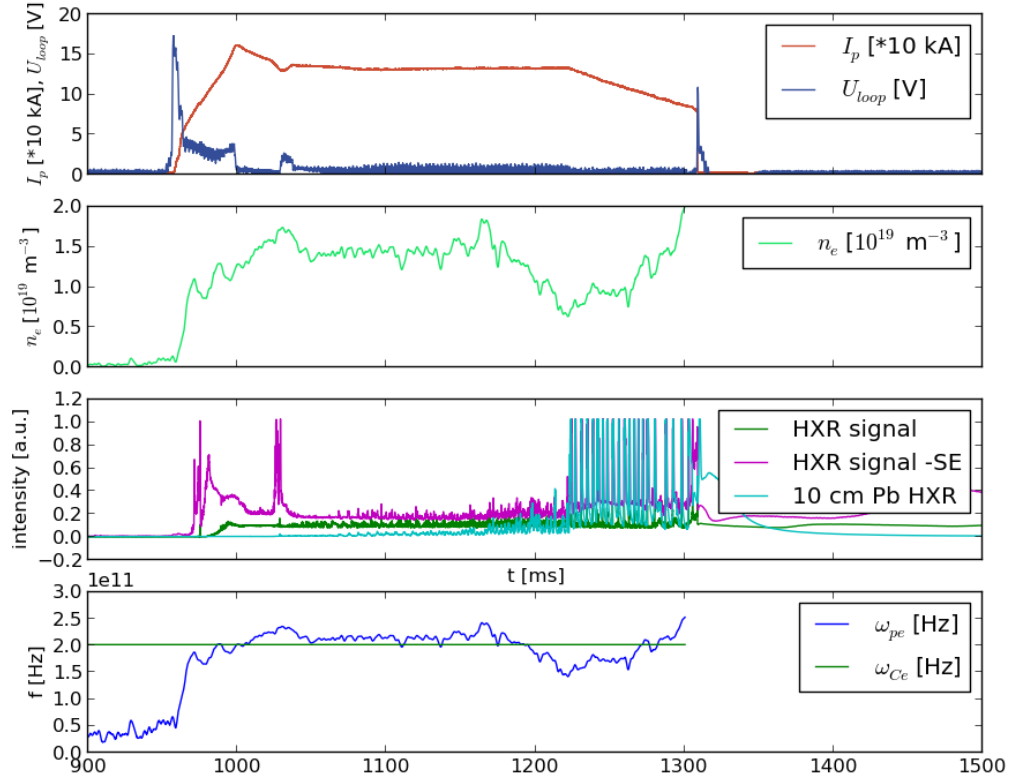 I_p [*10 kA], U_loop [V]
20
15
10
5
0
I_p [*10 kA]
U_loop [V]
n_e [10^19 m^−3]
2.0
1.5
1.0
0.5
0.0
n_e [10^19 m^−3]
intensity [a.u.]
1.2
1.0
0.8
0.6
0.4
0.2
0.0
−0.2
HXR signal
HXR signal -SE
10 cm Pb HXR
t [ms]
1e11
f [Hz]
3.0
2.5
2.0
1.5
1.0
0.5
0.0
ω_pe [Hz]
ω_Ce [Hz]
900 1000 1100 1200 1300 1400 1500